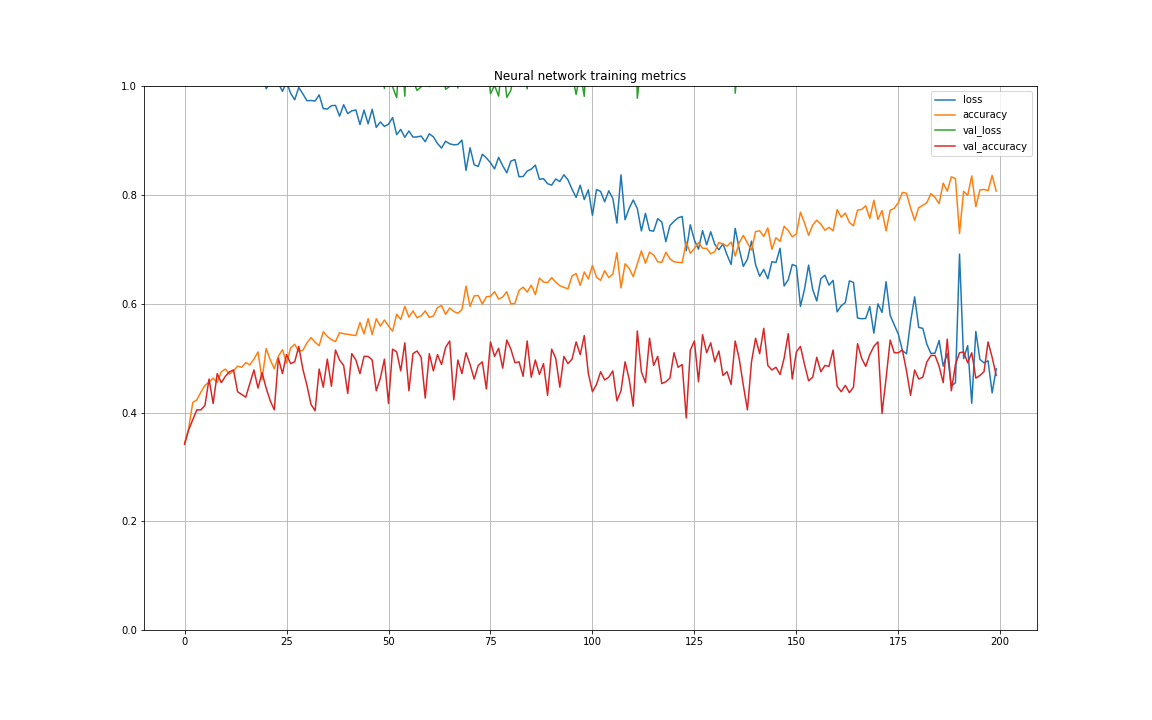 Neural network training metrics
1.0
0.8
0.6
0.4
0.2
0.0
0 25 50 75 100 125 150 175 200
loss
accuracy
val_loss
val_accuracy